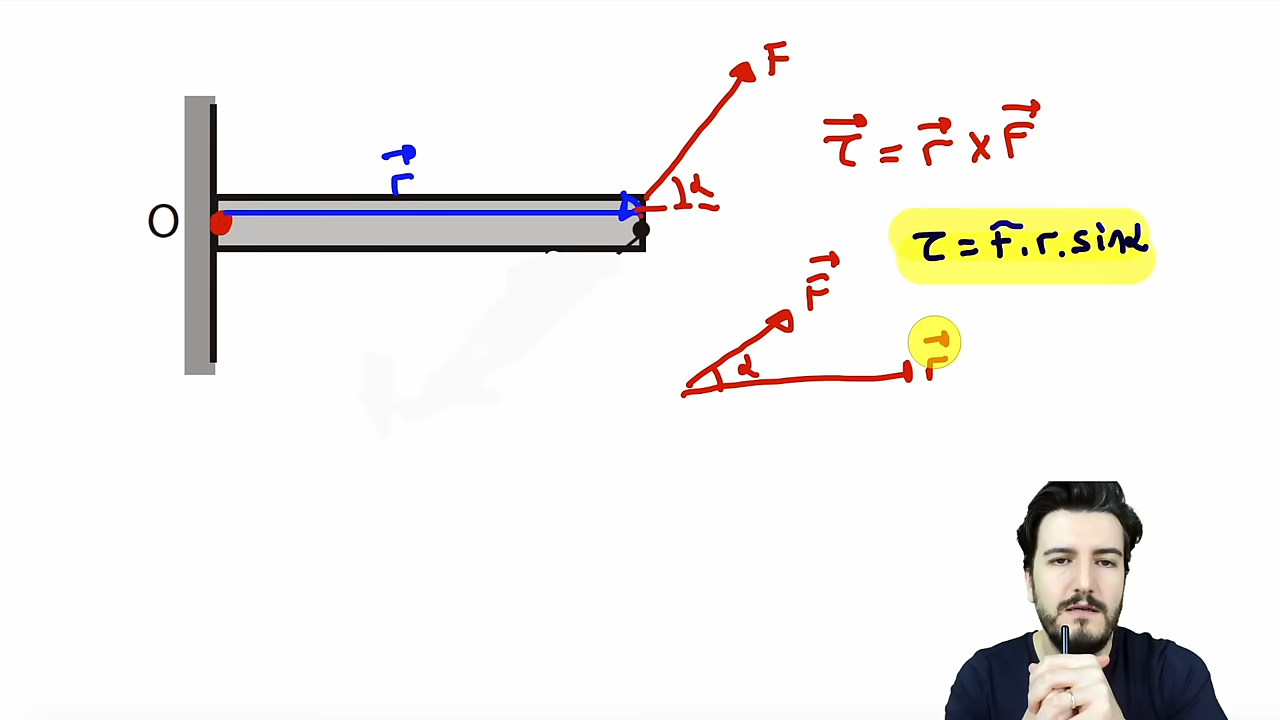 F
r⃗
α
O
τ⃗ = r⃗ x F⃗
τ = F . r . sinα
F⃗
α
r⃗